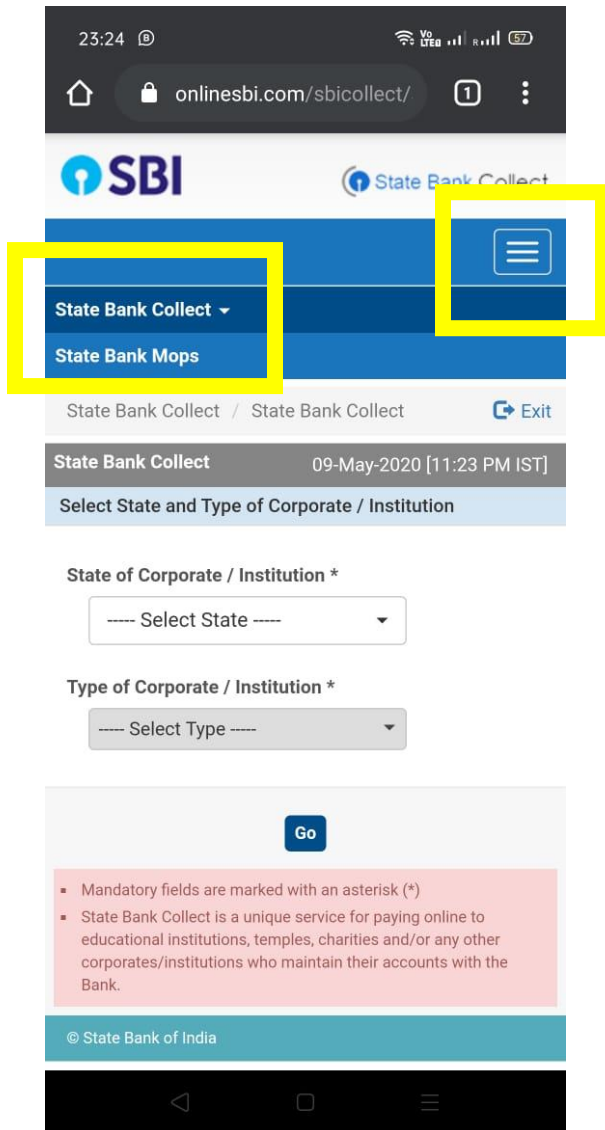 23:24
Vo LTE R 57
onlinesbi.com/sbicollect/ 1
SBI State Bank Collect
State Bank Collect
State Bank Mops
State Bank Collect / State Bank Collect Exit
State Bank Collect 09-May-2020 [11:23 PM IST]
Select State and Type of Corporate / Institution
State of Corporate / Institution *
----- Select State -----
Type of Corporate / Institution *
----- Select Type -----
Go
▪ Mandatory fields are marked with an asterisk (*)
▪ State Bank Collect is a unique service for paying online to
educational institutions, temples, charities and/or any other
corporates/institutions who maintain their accounts with the
Bank.
© State Bank of India